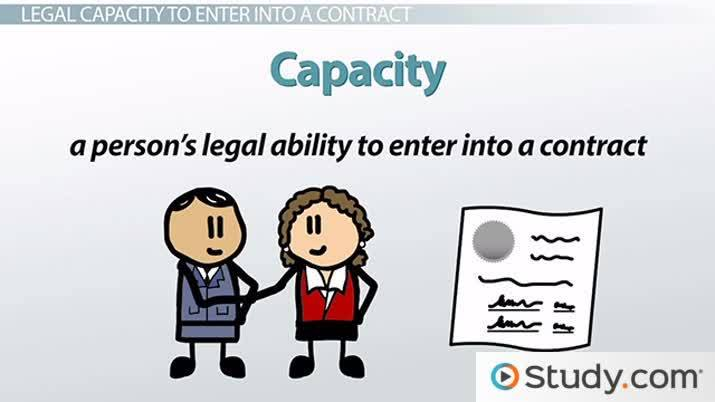 LEGAL CAPACITY TO ENTER INTO A CONTRACT
Capacity
a person's legal ability to enter into a contract
Study.com